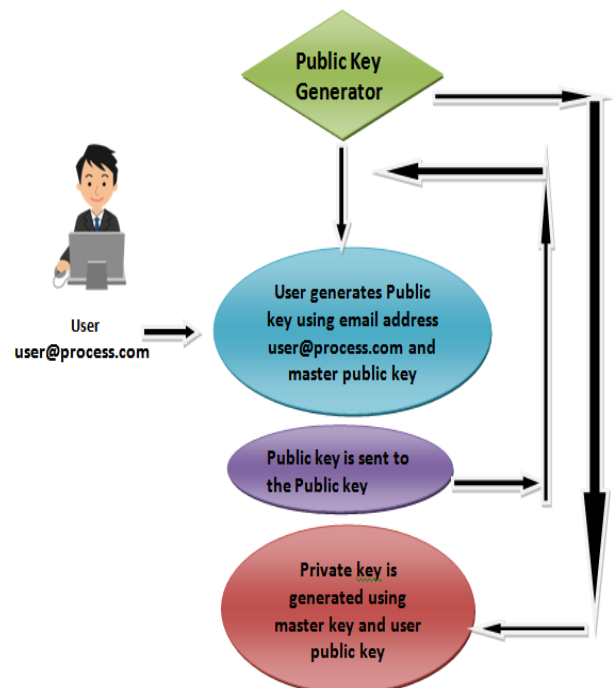 Public Key
Generator
User generates Public
key using email address
user@process.com and
master public key
User
user@process.com
Public key is sent to
the Public key
Private key is
generated using
master key and user
public key